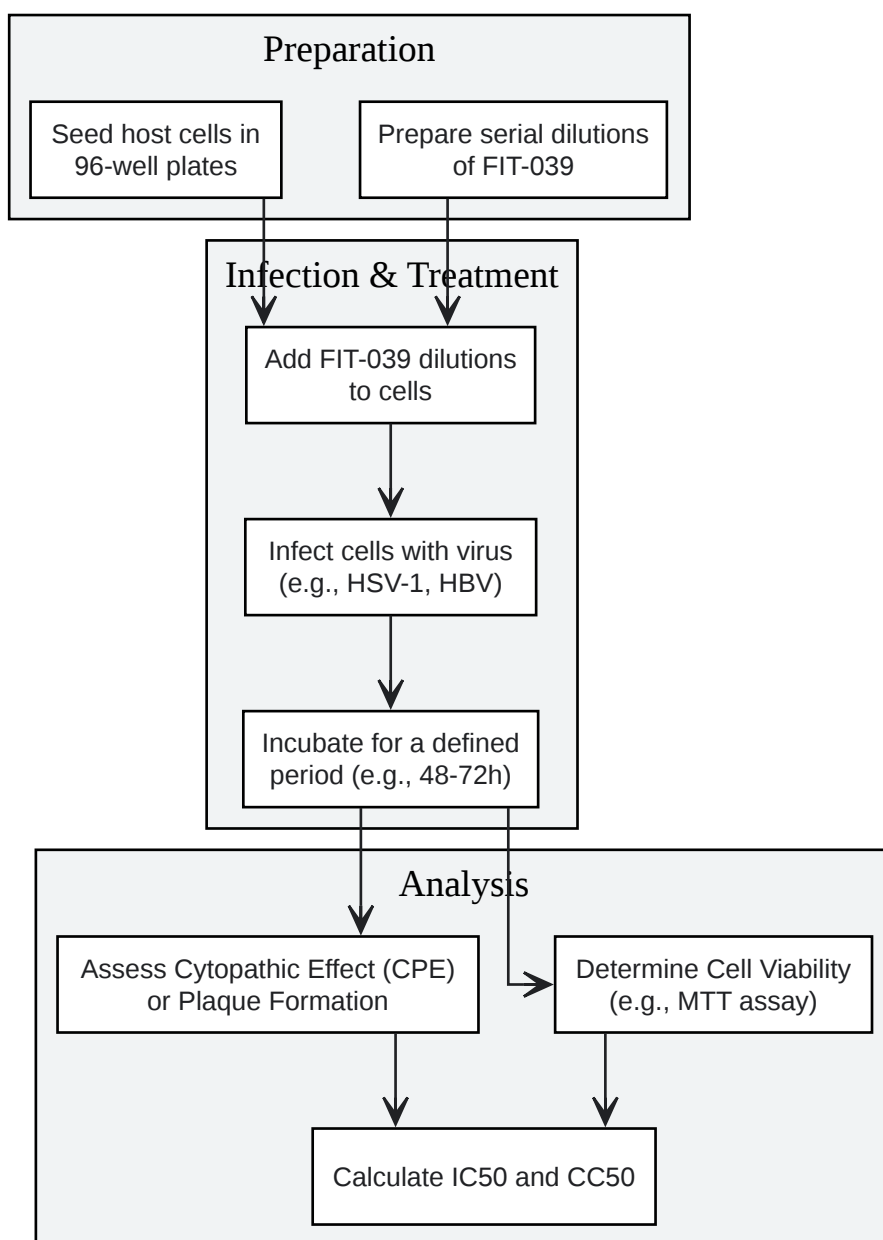 Preparation
Seed host cells in
96-well plates
Prepare serial dilutions
of FIT-039
Infection & Treatment
Add FIT-039 dilutions
to cells
Infect cells with virus
(e.g., HSV-1, HBV)
Incubate for a defined
period (e.g., 48-72h)
Analysis
Assess Cytopathic Effect (CPE)
or Plaque Formation
Determine Cell Viability
(e.g., MTT assay)
Calculate IC50 and CC50